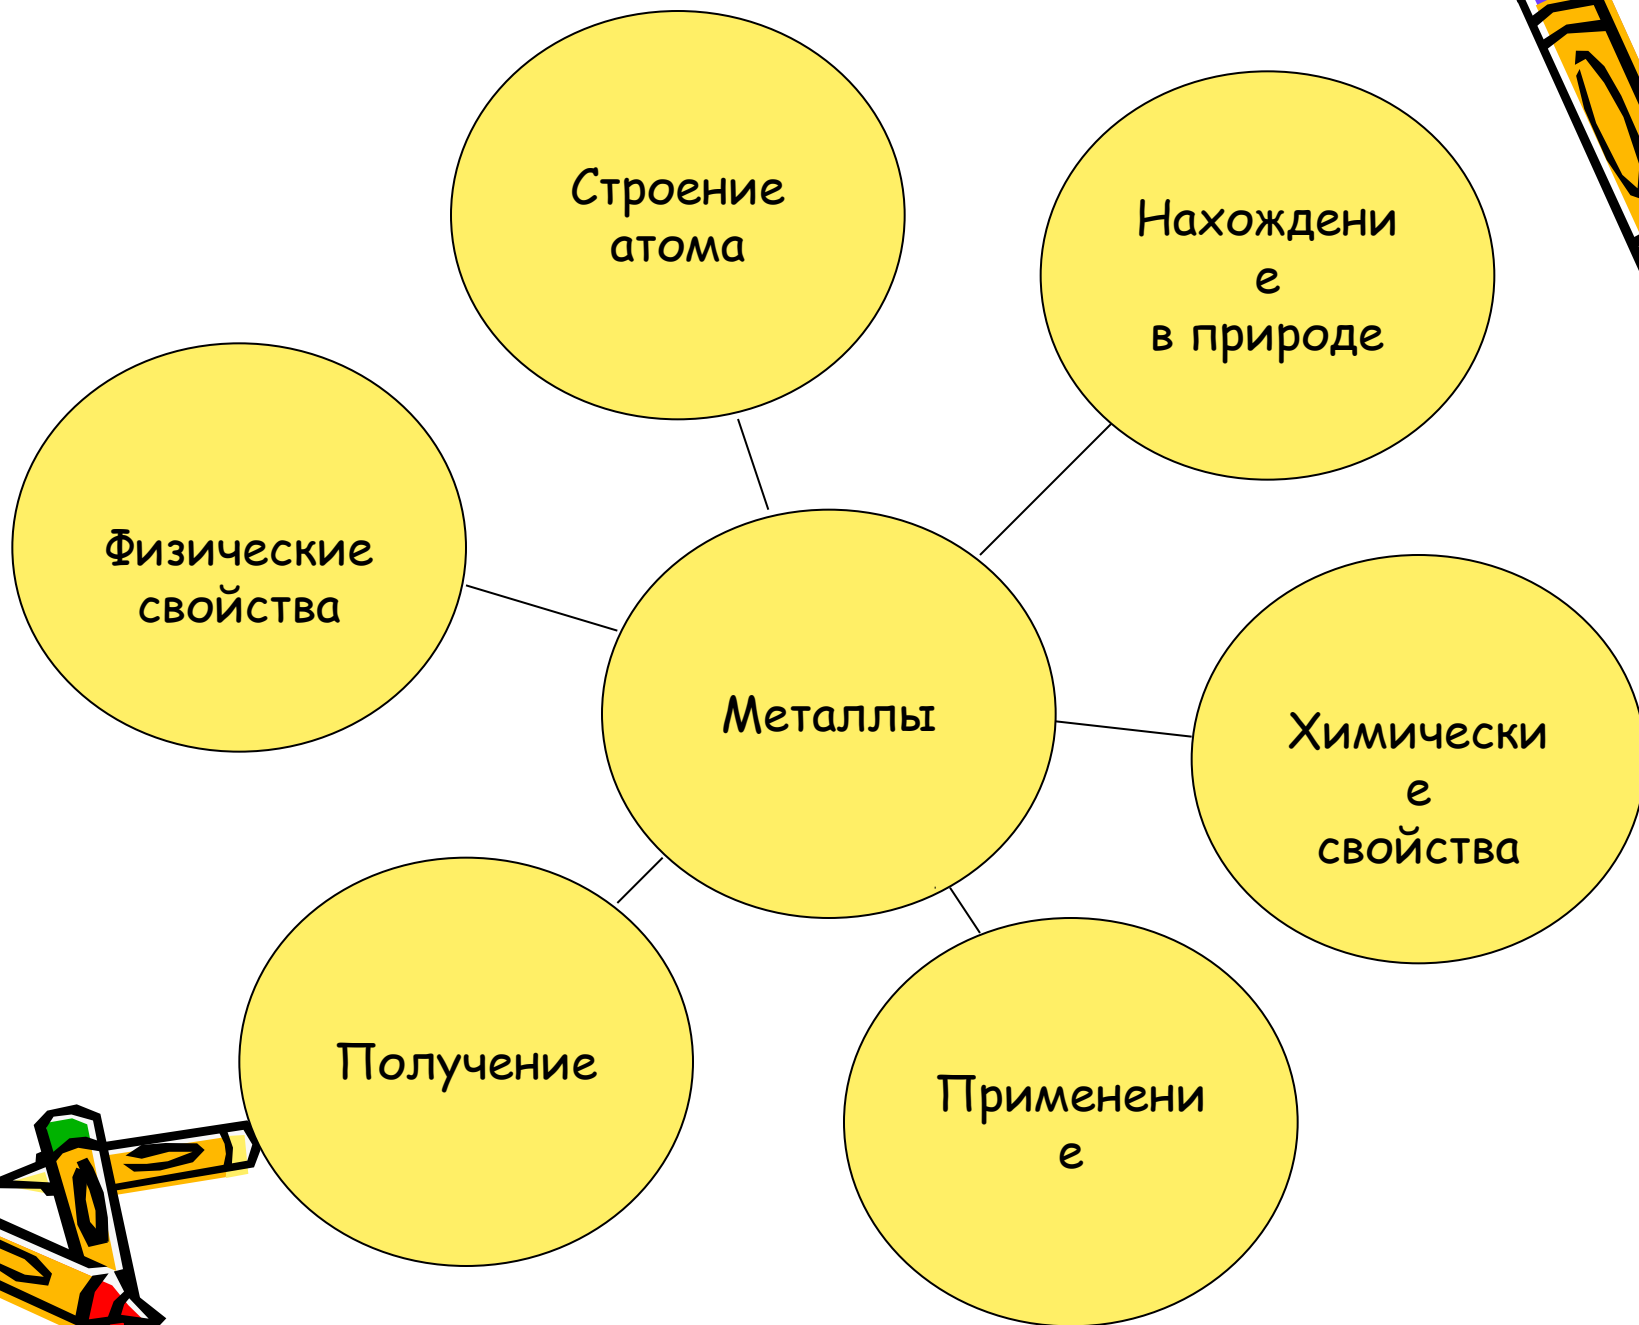 Строение
атома
Нахождени
е
в природе
Физические
свойства
Металлы
Химически
е
свойства
Получение
Применени
е